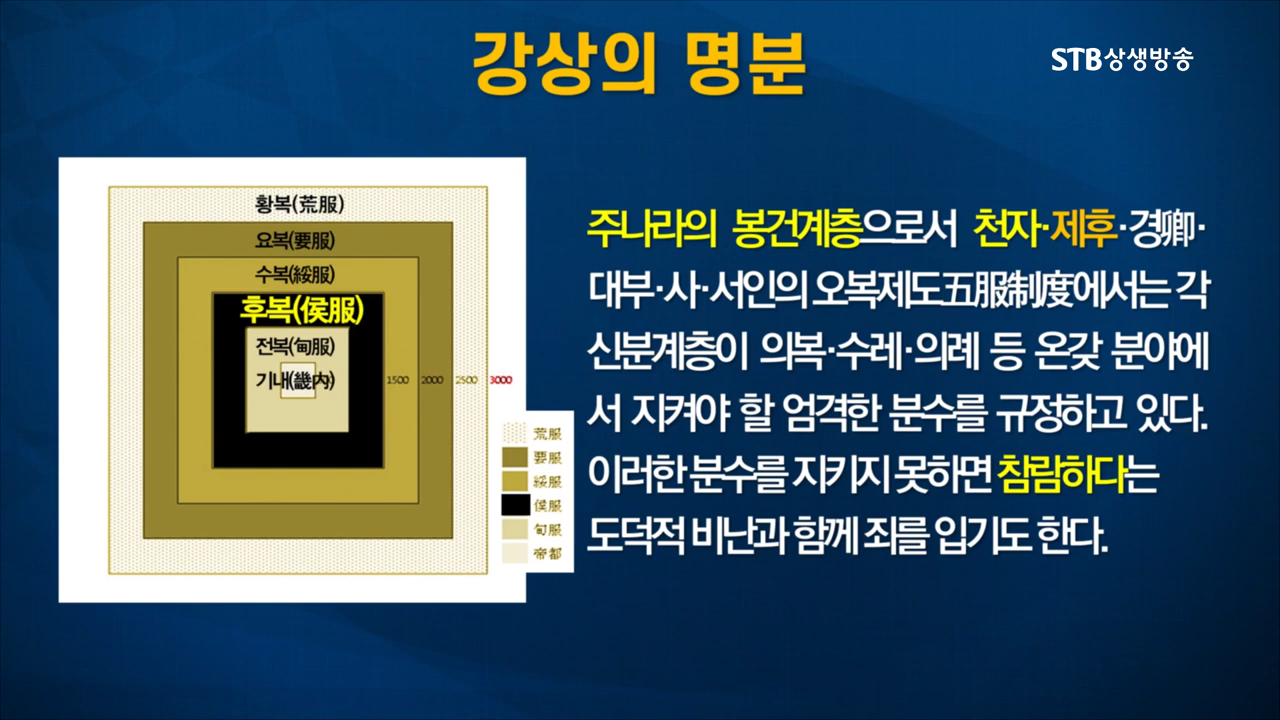 강상의 명분
STB상생방송
황복(荒服)
요복(要服)
수복(綏服)
후복(侯服)
전복(甸服)
기내(畿内)
1500 2000 2500 3000
荒服
要服
綏服
侯服
甸服
帝都
주나라의 봉건계층으로서 천자·제후·경卿·
대부·사·서인의 오복제도五服制度에서는 각
신분계층이 의복·수레·의례 등 온갖 분야에
서 지켜야 할 엄격한 분수를 규정하고 있다.
이러한 분수를 지키지 못하면 참람하다는
도덕적 비난과 함께 죄를 입기도 한다.